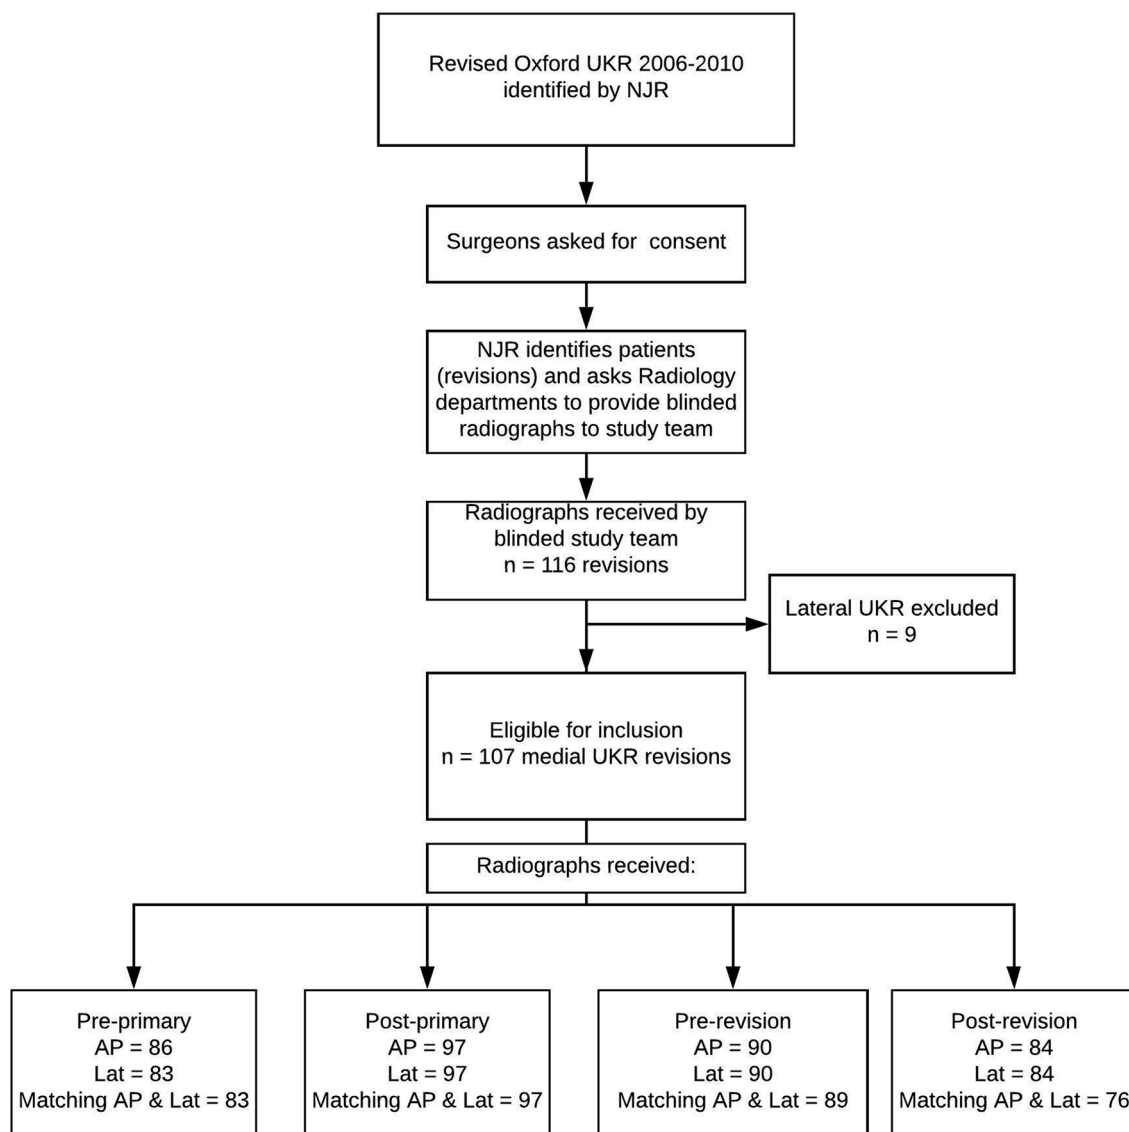 Revised Oxford UKR 2006-2010
identified by NJR
Surgeons asked for consent
NJR identifies patients
(revisions) and asks Radiology
departments to provide blinded
radiographs to study team
Radiographs received by
blinded study team
n = 116 revisions
Lateral UKR excluded
n = 9
Eligible for inclusion
n = 107 medial UKR revisions
Radiographs received:
Pre-primary
AP = 86
Lat = 83
Matching AP & Lat = 83
Post-primary
AP = 97
Lat = 97
Matching AP & Lat = 97
Pre-revision
AP = 90
Lat = 90
Matching AP & Lat = 89
Post-revision
AP = 84
Lat = 84
Matching AP & Lat = 76